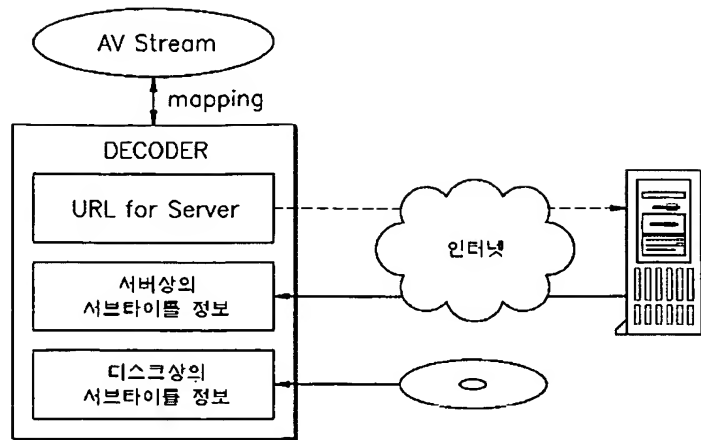 AV Stream
mapping
DECODER
URL for Server
인터넷
서버상의
서브타이틀 정보
디스크상의
서브타이틀 정보